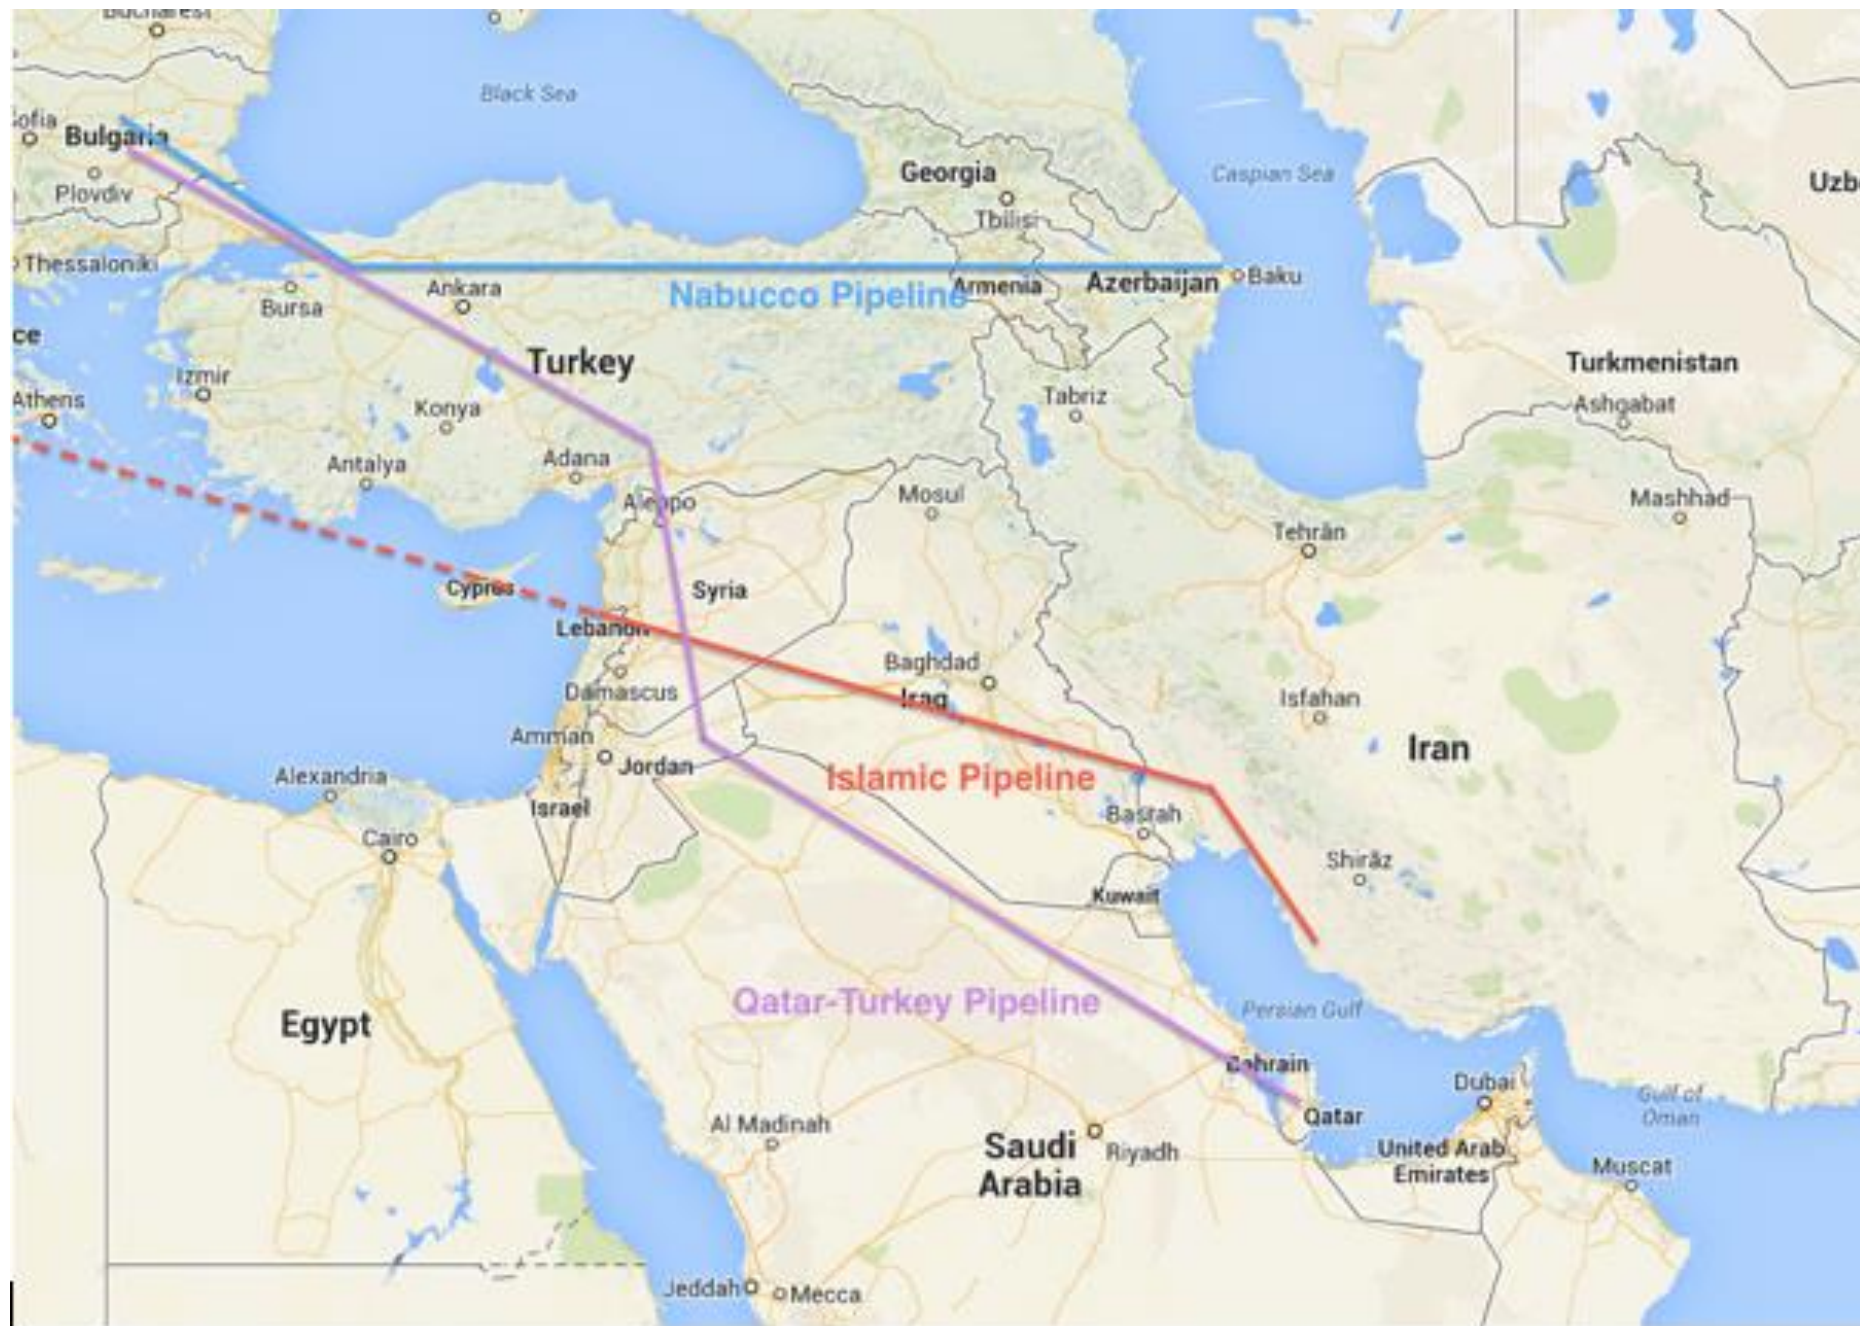 Bucharest
Black Sea
Sofia
Bulgaria
Plovdiv
Georgia
Tbilisi
Caspian Sea
Uzb
Thessaloniki
Bursa
Ankara
Nabucco Pipeline
Armenia
Azerbaijan
Baku
ce
Turkey
Turkmenistan
Izmir
Athens
Konya
Tabriz
Ashgabat
Antalya
Adana
Aleppo
Mosul
Mashhad
Tehrān
Cyprus
Syria
Lebanon
Baghdad
Iraq
Damascus
Isfahan
Amman
Jordan
Iran
Alexandria
Israel
Islamic Pipeline
Basrah
Cairo
Shirāz
Kuwait
Egypt
Qatar-Turkey Pipeline
Persian Gulf
Bahrain
Dubai
Gulf of
Oman
Qatar
Al Madinah
Saudi
Arabia
Riyadh
United Arab
Emirates
Muscat
Jeddah
Mecca